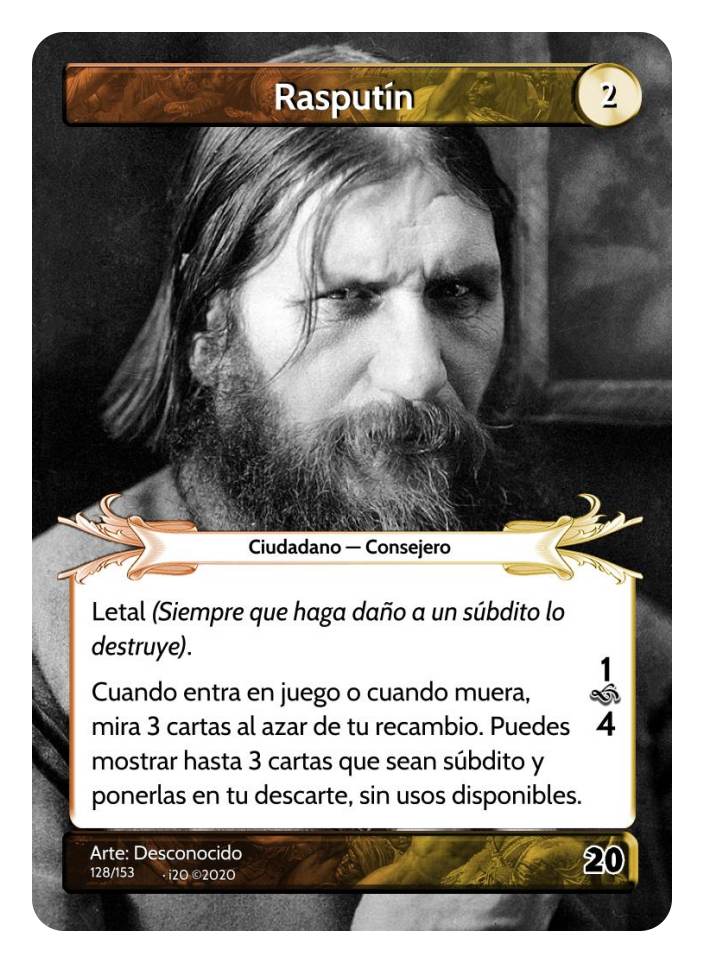 Rasputín
2
Ciudadano — Consejero
Letal (Siempre que haga daño a un súbdito lo
destruye).
Cuando entra en juego o cuando muera,
mira 3 cartas al azar de tu recambio. Puedes
mostrar hasta 3 cartas que sean súbdito y
ponerlas en tu descarte, sin usos disponibles.
1
4
Arte: Desconocido
128/153 · i20 ©2020
20